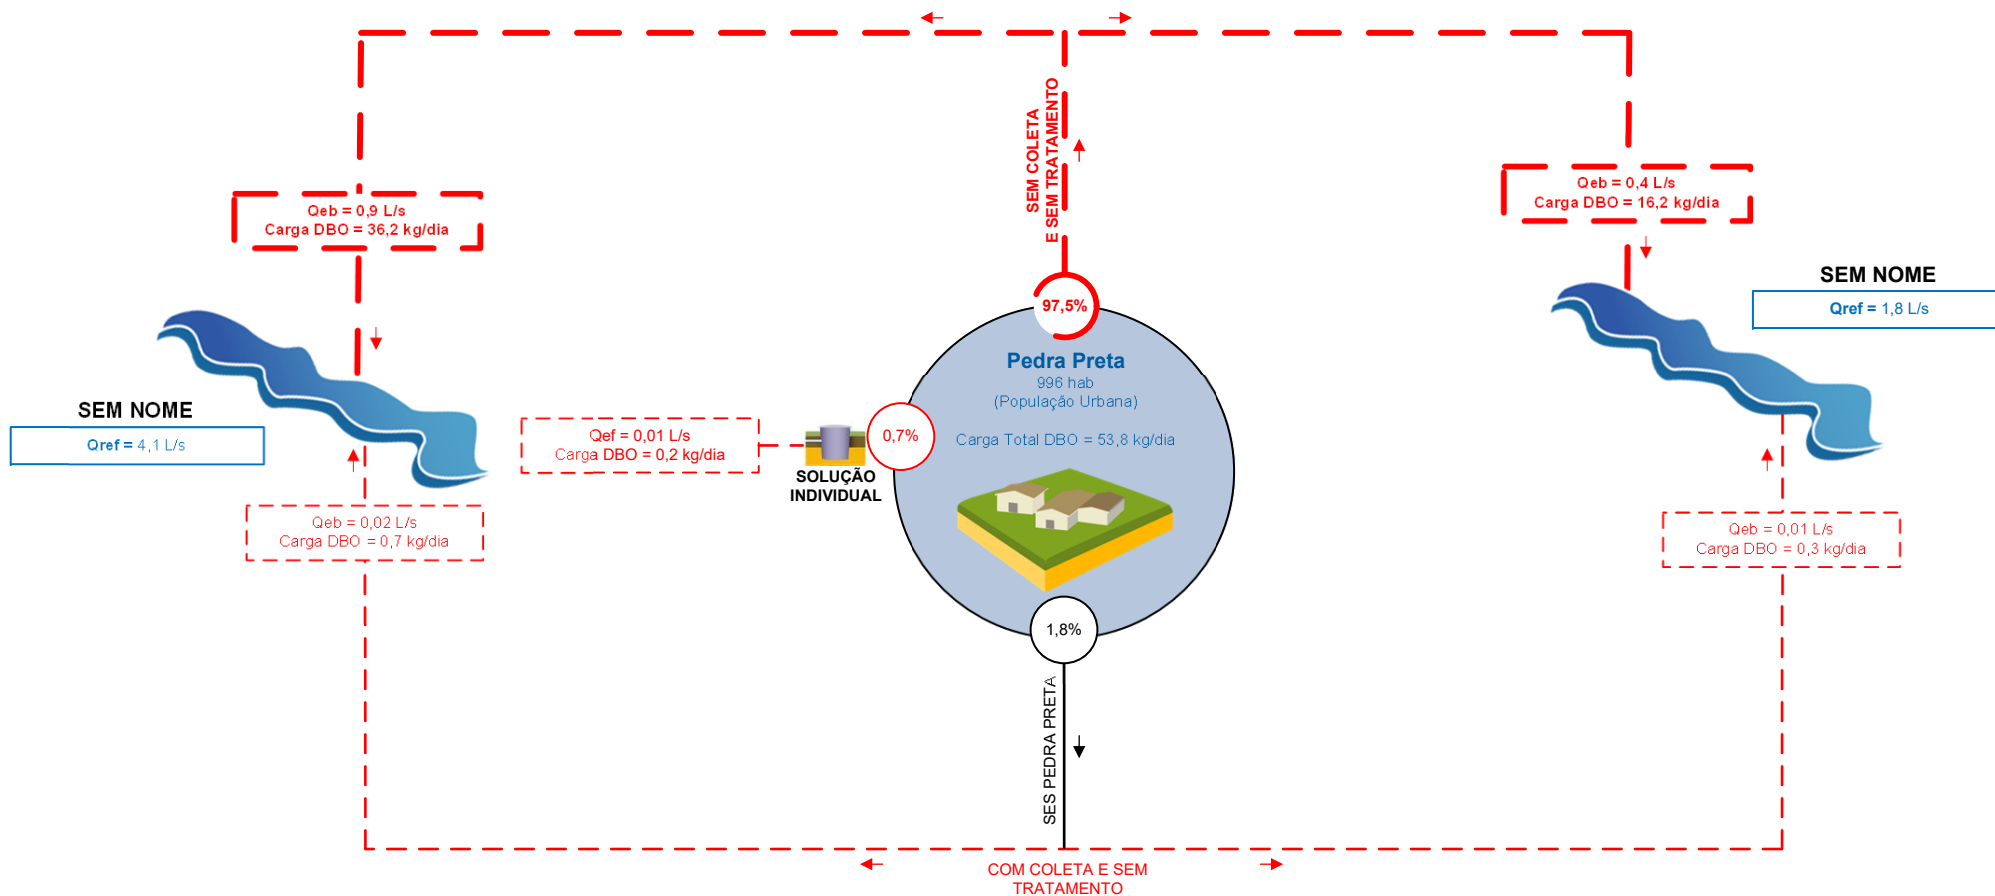 SEM COLETA
E SEM TRATAMENTO
Qeb = 0,9 L/s
Carga DBO = 36,2 kg/dia
Qeb = 0,4 L/s
Carga DBO = 16,2 kg/dia
SEM NOME
Qref = 1,8 L/s
97,5%
Pedra Preta
996 hab
(População Urbana)
Carga Total DBO = 53,8 kg/dia
SEM NOME
Qref = 4,1 L/s
Qef = 0,01 L/s
Carga DBO = 0,2 kg/dia
0,7%
SOLUÇÃO
INDIVIDUAL
Qeb = 0,02 L/s
Carga DBO = 0,7 kg/dia
Qeb = 0,01 L/s
Carga DBO = 0,3 kg/dia
1,8%
SES PEDRA PRETA
COM COLETA E SEM
TRATAMENTO